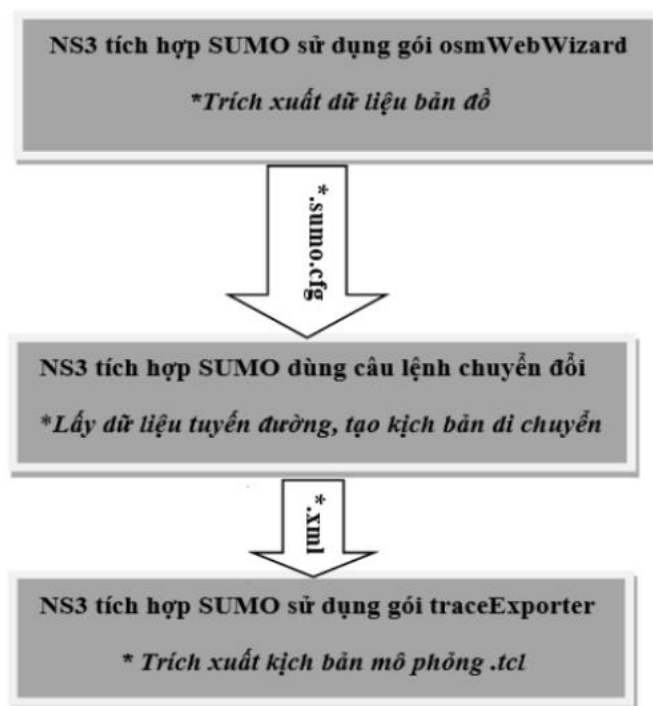 NS3 tích hợp SUMO sử dụng gói osmWebWizard
*Trích xuất dữ liệu bản đồ
*.sumo.cfg
NS3 tích hợp SUMO dùng câu lệnh chuyển đổi
*Lấy dữ liệu tuyến đường, tạo kịch bản di chuyển
*.xml
NS3 tích hợp SUMO sử dụng gói traceExporter
* Trích xuất kịch bản mô phỏng .tcl